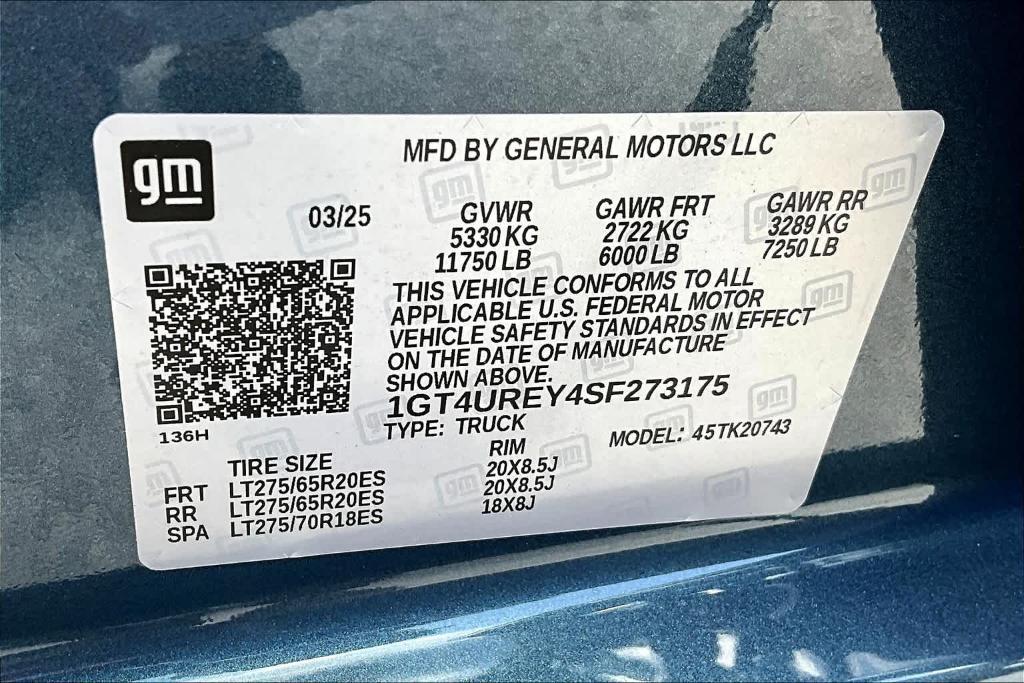 gm
MFD BY GENERAL MOTORS LLC
03/25
GVWR GAWR FRT GAWR RR
5330 KG 2722 KG 3289 KG
11750 LB 6000 LB 7250 LB
THIS VEHICLE CONFORMS TO ALL
APPLICABLE U.S. FEDERAL MOTOR
VEHICLE SAFETY STANDARDS IN EFFECT
ON THE DATE OF MANUFACTURE
SHOWN ABOVE.
1GT4UREY4SF273175
136H
TYPE: TRUCK MODEL: 45TK20743
TIRE SIZE RIM
FRT LT275/65R20ES 20X8.5J
RR LT275/65R20ES 20X8.5J
SPA LT275/70R18ES 18X8J